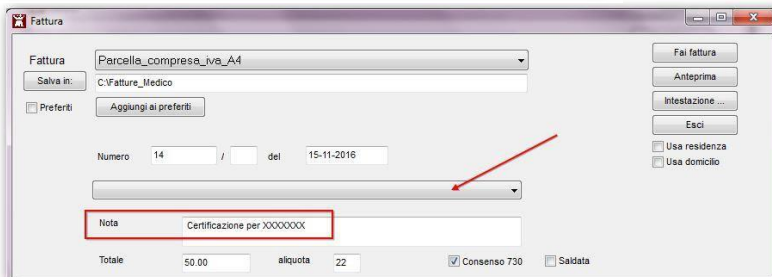 Fattura
Fattura Parcella_compresa_iva_A4 Fai fattura
Salva in: C:\Fatture_Medico Anteprima
Preferiti Aggiungi ai preferiti Intestazione ...
Esci
Usa residenza
Numero 14 / del 15-11-2016 Usa domicilio
Nota Certificazione per XXXXXXX
Totale 50.00 aliquota 22 Consenso 730 Saldata